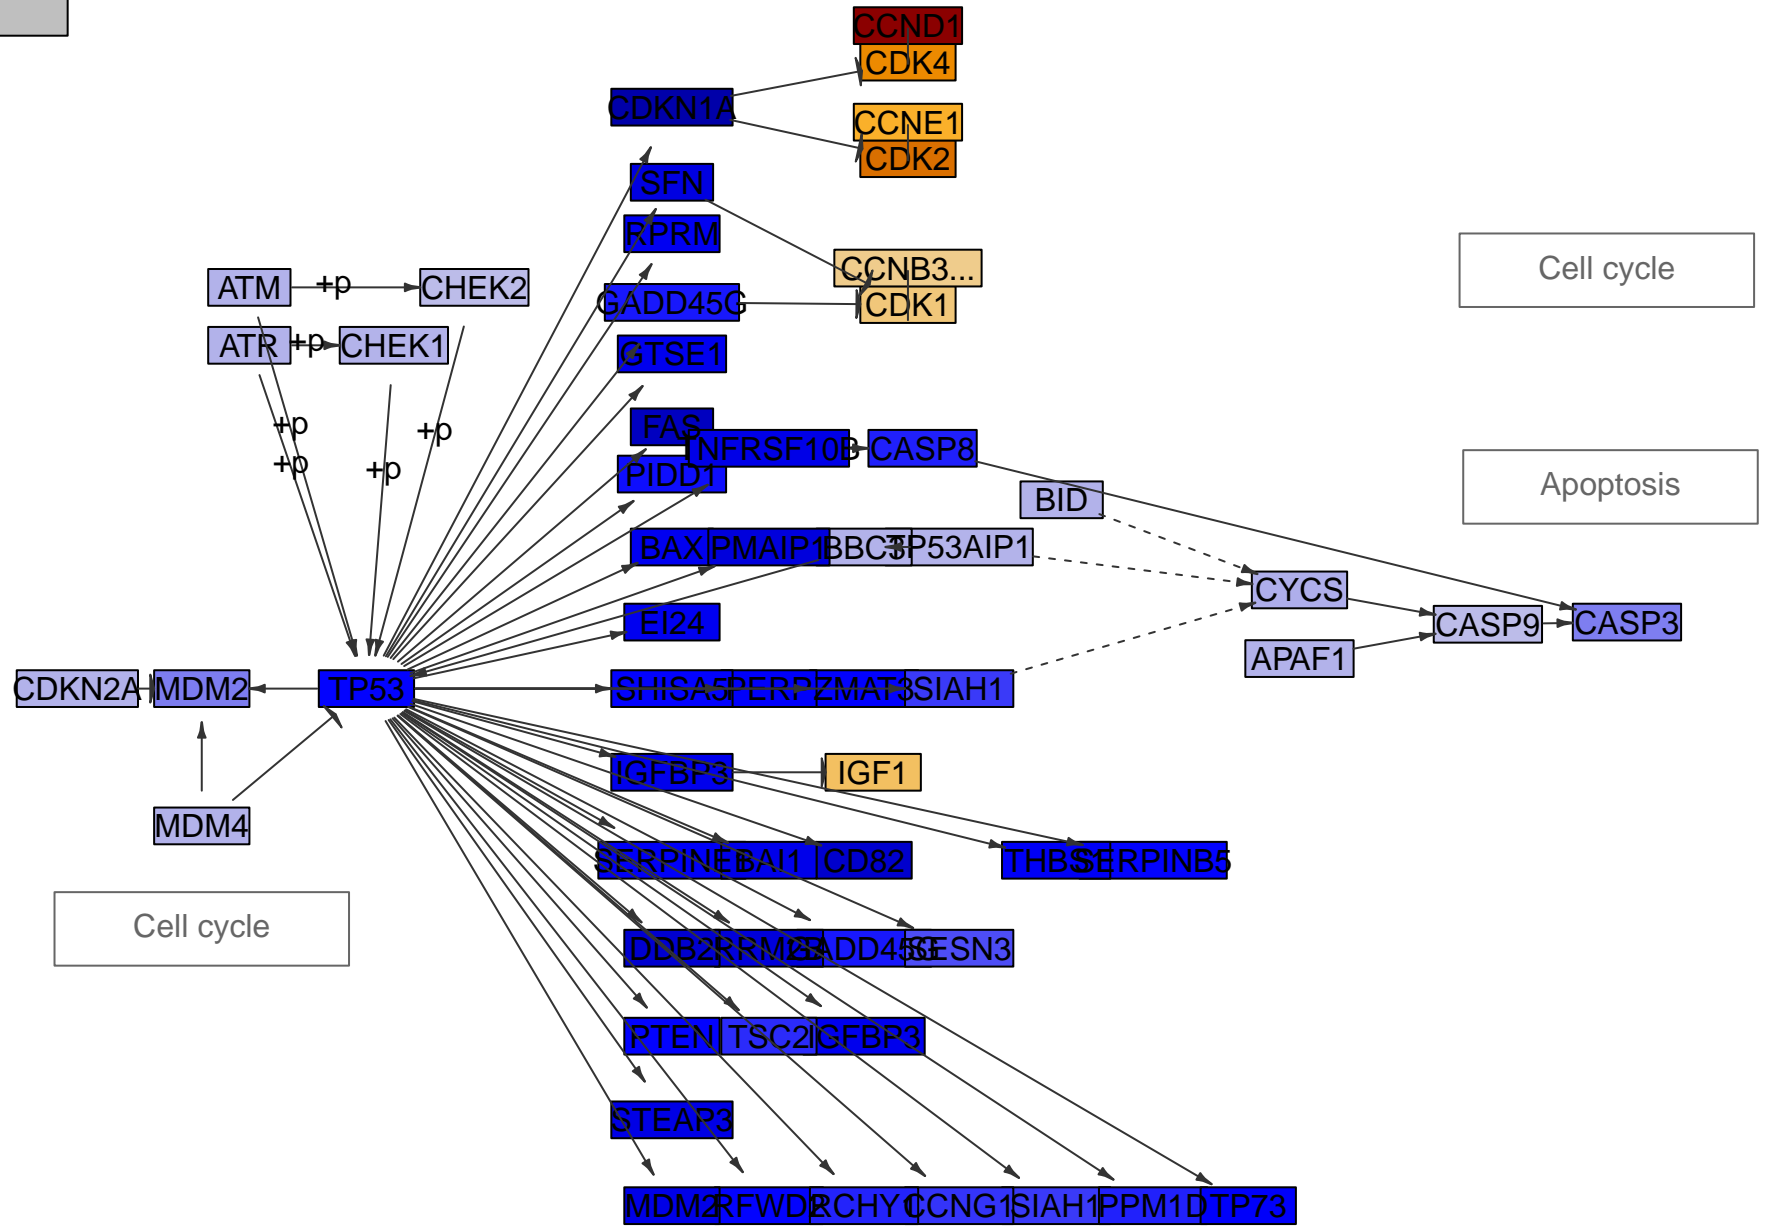 CCND1
CDK4
CDKN1A
CCNE1
CDK2
SFN
RPRM
Cell cycle
CCNB3...
ATM
+p
CHEK2
GADD45G
CDK1
ATR
+p
CHEK1
GTSE1
+p
+p
FAS
+p
+p
NFRSF10B
CASP8
PIDD1
Apoptosis
BID
BAX
PMAIP1
BBC3
TP53AIP1
CYCS
EI24
CASP9
CASP3
APAF1
CDKN2A
MDM2
TP53
SHISA5
PERP
ZMAT3
SIAH1
IGFBP3
IGF1
MDM4
SERPINE1
BAI1
CD82
THBS1
SERPINB5
Cell cycle
DDB2
RRM2B
GADD45G
SESN3
PTEN
TSC2
IGFBP3
STEAP3
MDM2
RFWD2
RCHY1
CCNG1
SIAH1
PPM1D
TP73